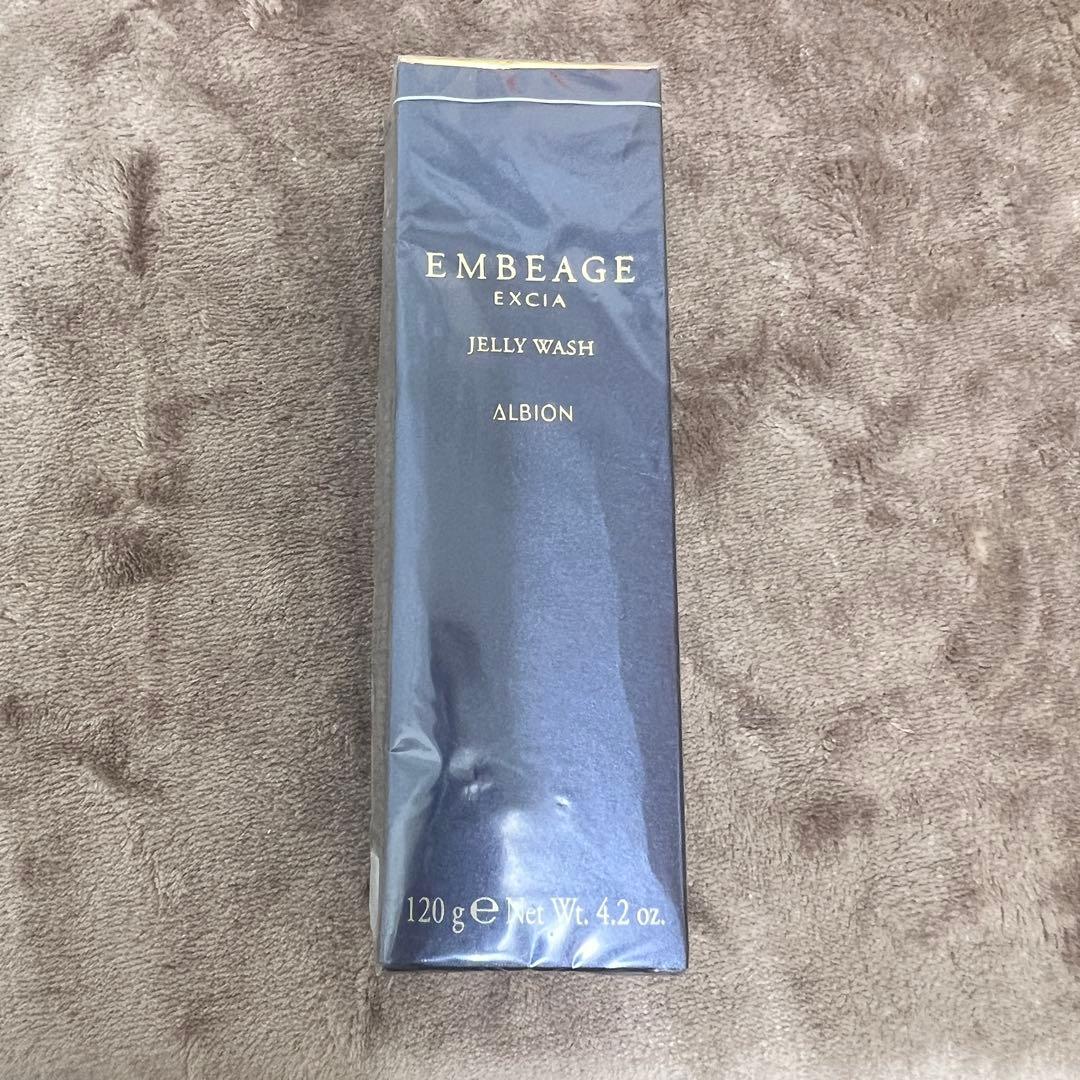 EMBEAGE
EXCIA
JELLY WASH
ALBION
120 g℮ Net Wt. 4.2 oz.